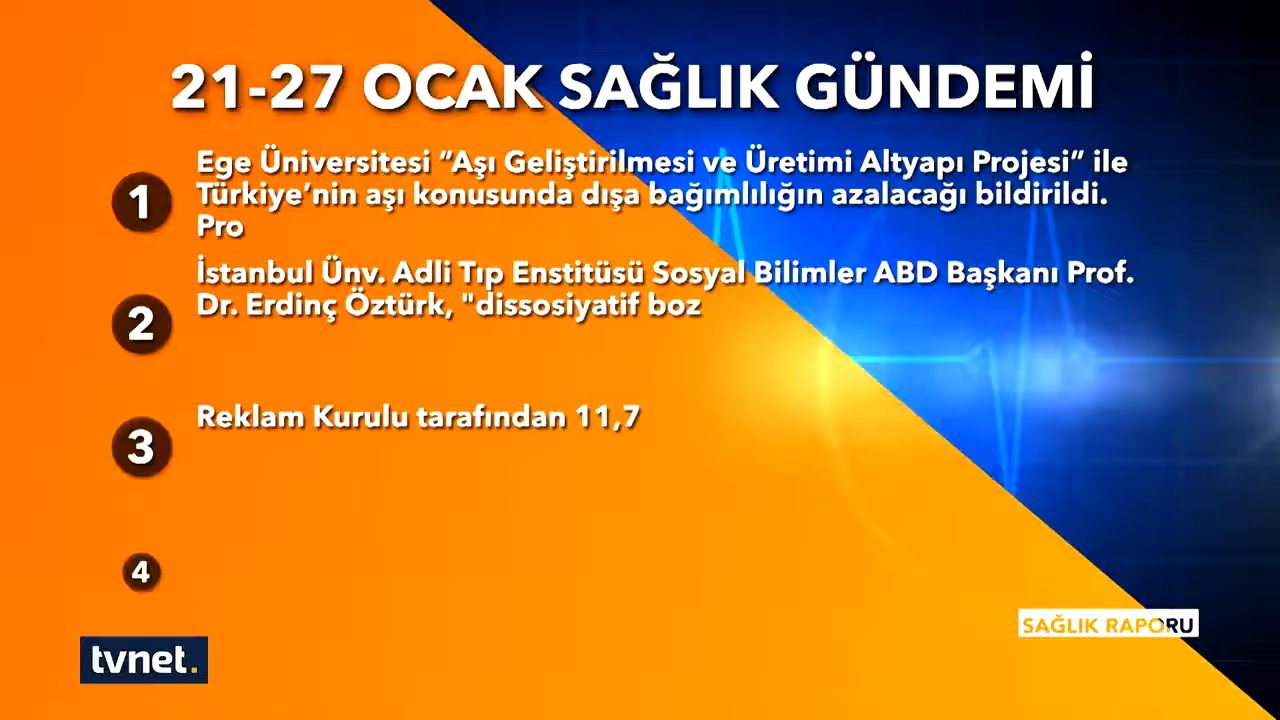 21-27 OCAK SAĞLIK GÜNDEMİ
1
Ege Üniversitesi “Aşı Geliştirilmesi ve Üretimi Altyapı Projesi” ile
Türkiye’nin aşı konusunda dışa bağımlılığın azalacağı bildirildi.
Pro
2
İstanbul Ünv. Adli Tıp Enstitüsü Sosyal Bilimler ABD Başkanı Prof.
Dr. Erdinç Öztürk, "dissosiyatif boz
3
Reklam Kurulu tarafından 11,7
4
SAĞLIK RAPORU
tvnet.